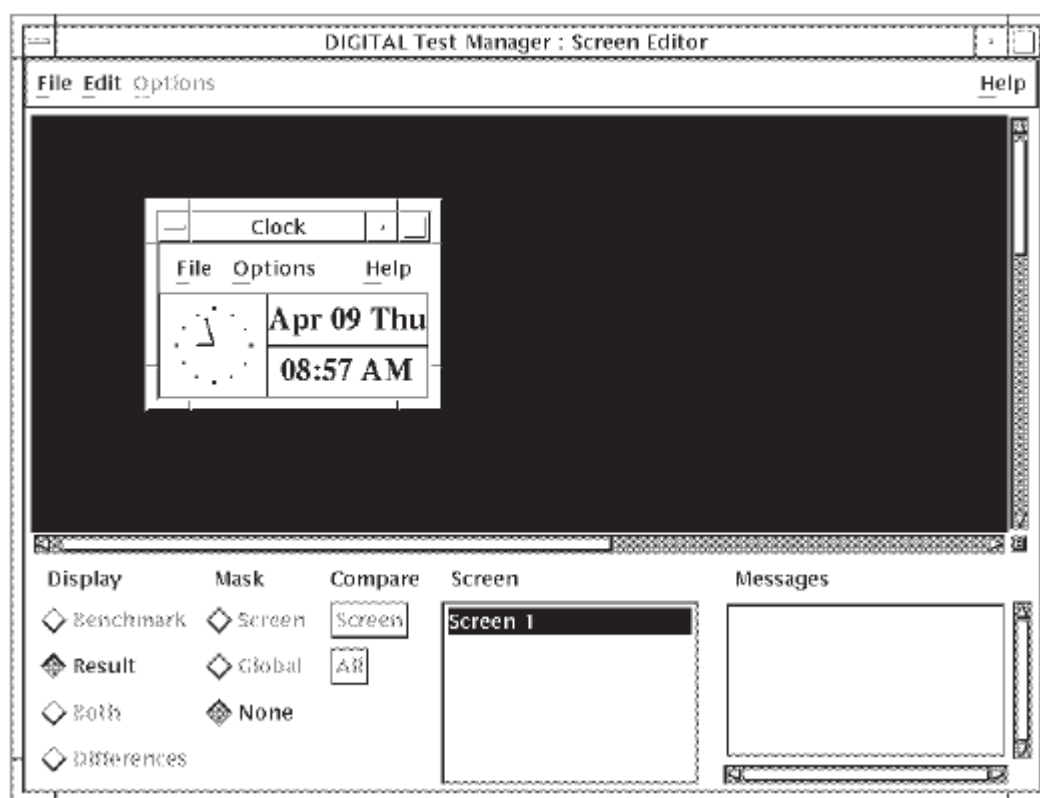 DIGITAL Test Manager : Screen Editor
File Edit Options Help
Clock
File Options Help
Apr 09 Thu
08:57 AM
Display Mask Compare Screen Messages
Benchmark Screen Screen Screen 1
Result Global All
Both None
Differences